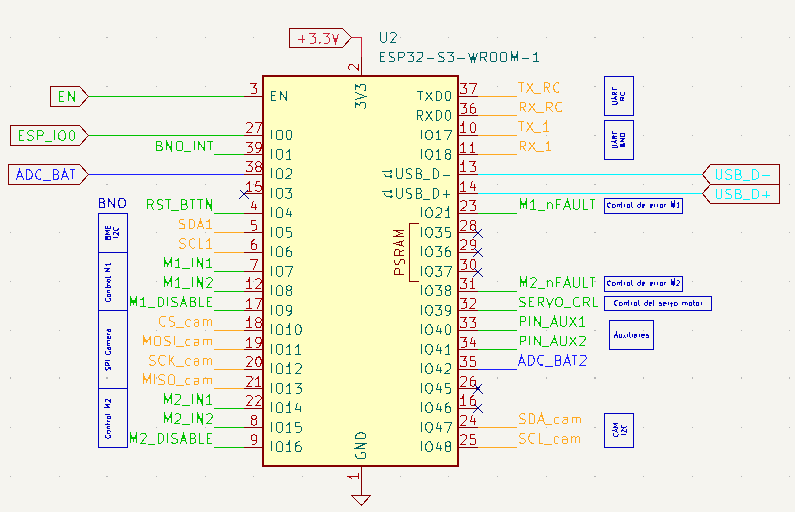 +3.3V
U2
ESP32-S3-WROOM-1
2
3V3
EN
3
EN
ESP_IO0
27
IO0
BNO_INT
39
IO1
ADC_BAT
38
IO2
15
IO3
BNO
RST_BTTN
4
IO4
SDA1
5
IO5
SCL1
6
IO6
BME
I2C
M1_IN1
7
IO7
M1_IN2
12
IO8
M1_DISABLE
17
IO9
Control M1
CS_cam
18
IO10
MOSI_cam
19
IO11
SCK_cam
20
IO12
MISO_cam
21
IO13
SPI Camera
M2_IN1
22
IO14
M2_IN2
8
IO15
M2_DISABLE
9
IO16
Control M2
TXD0
37
TX_RC
RXD0
36
RX_RC
UART
RC
IO17
10
TX_1
IO18
11
RX_1
UART
BNO
USB_D-
13
USB_D-
USB_D+
14
USB_D+
IO21
23
M1_nFAULT
Control de error M1
PSRAM
IO35
28
IO36
29
IO37
30
IO38
31
M2_nFAULT
Control de error M2
IO39
32
SERVO_CRL
Control del servo motor
IO40
33
PIN_AUX1
IO41
34
PIN_AUX2
Auxiliares
IO42
35
ADC_BAT2
IO45
26
IO46
16
IO47
24
SDA_cam
IO48
25
SCL_cam
CAM
I2C
GND
1